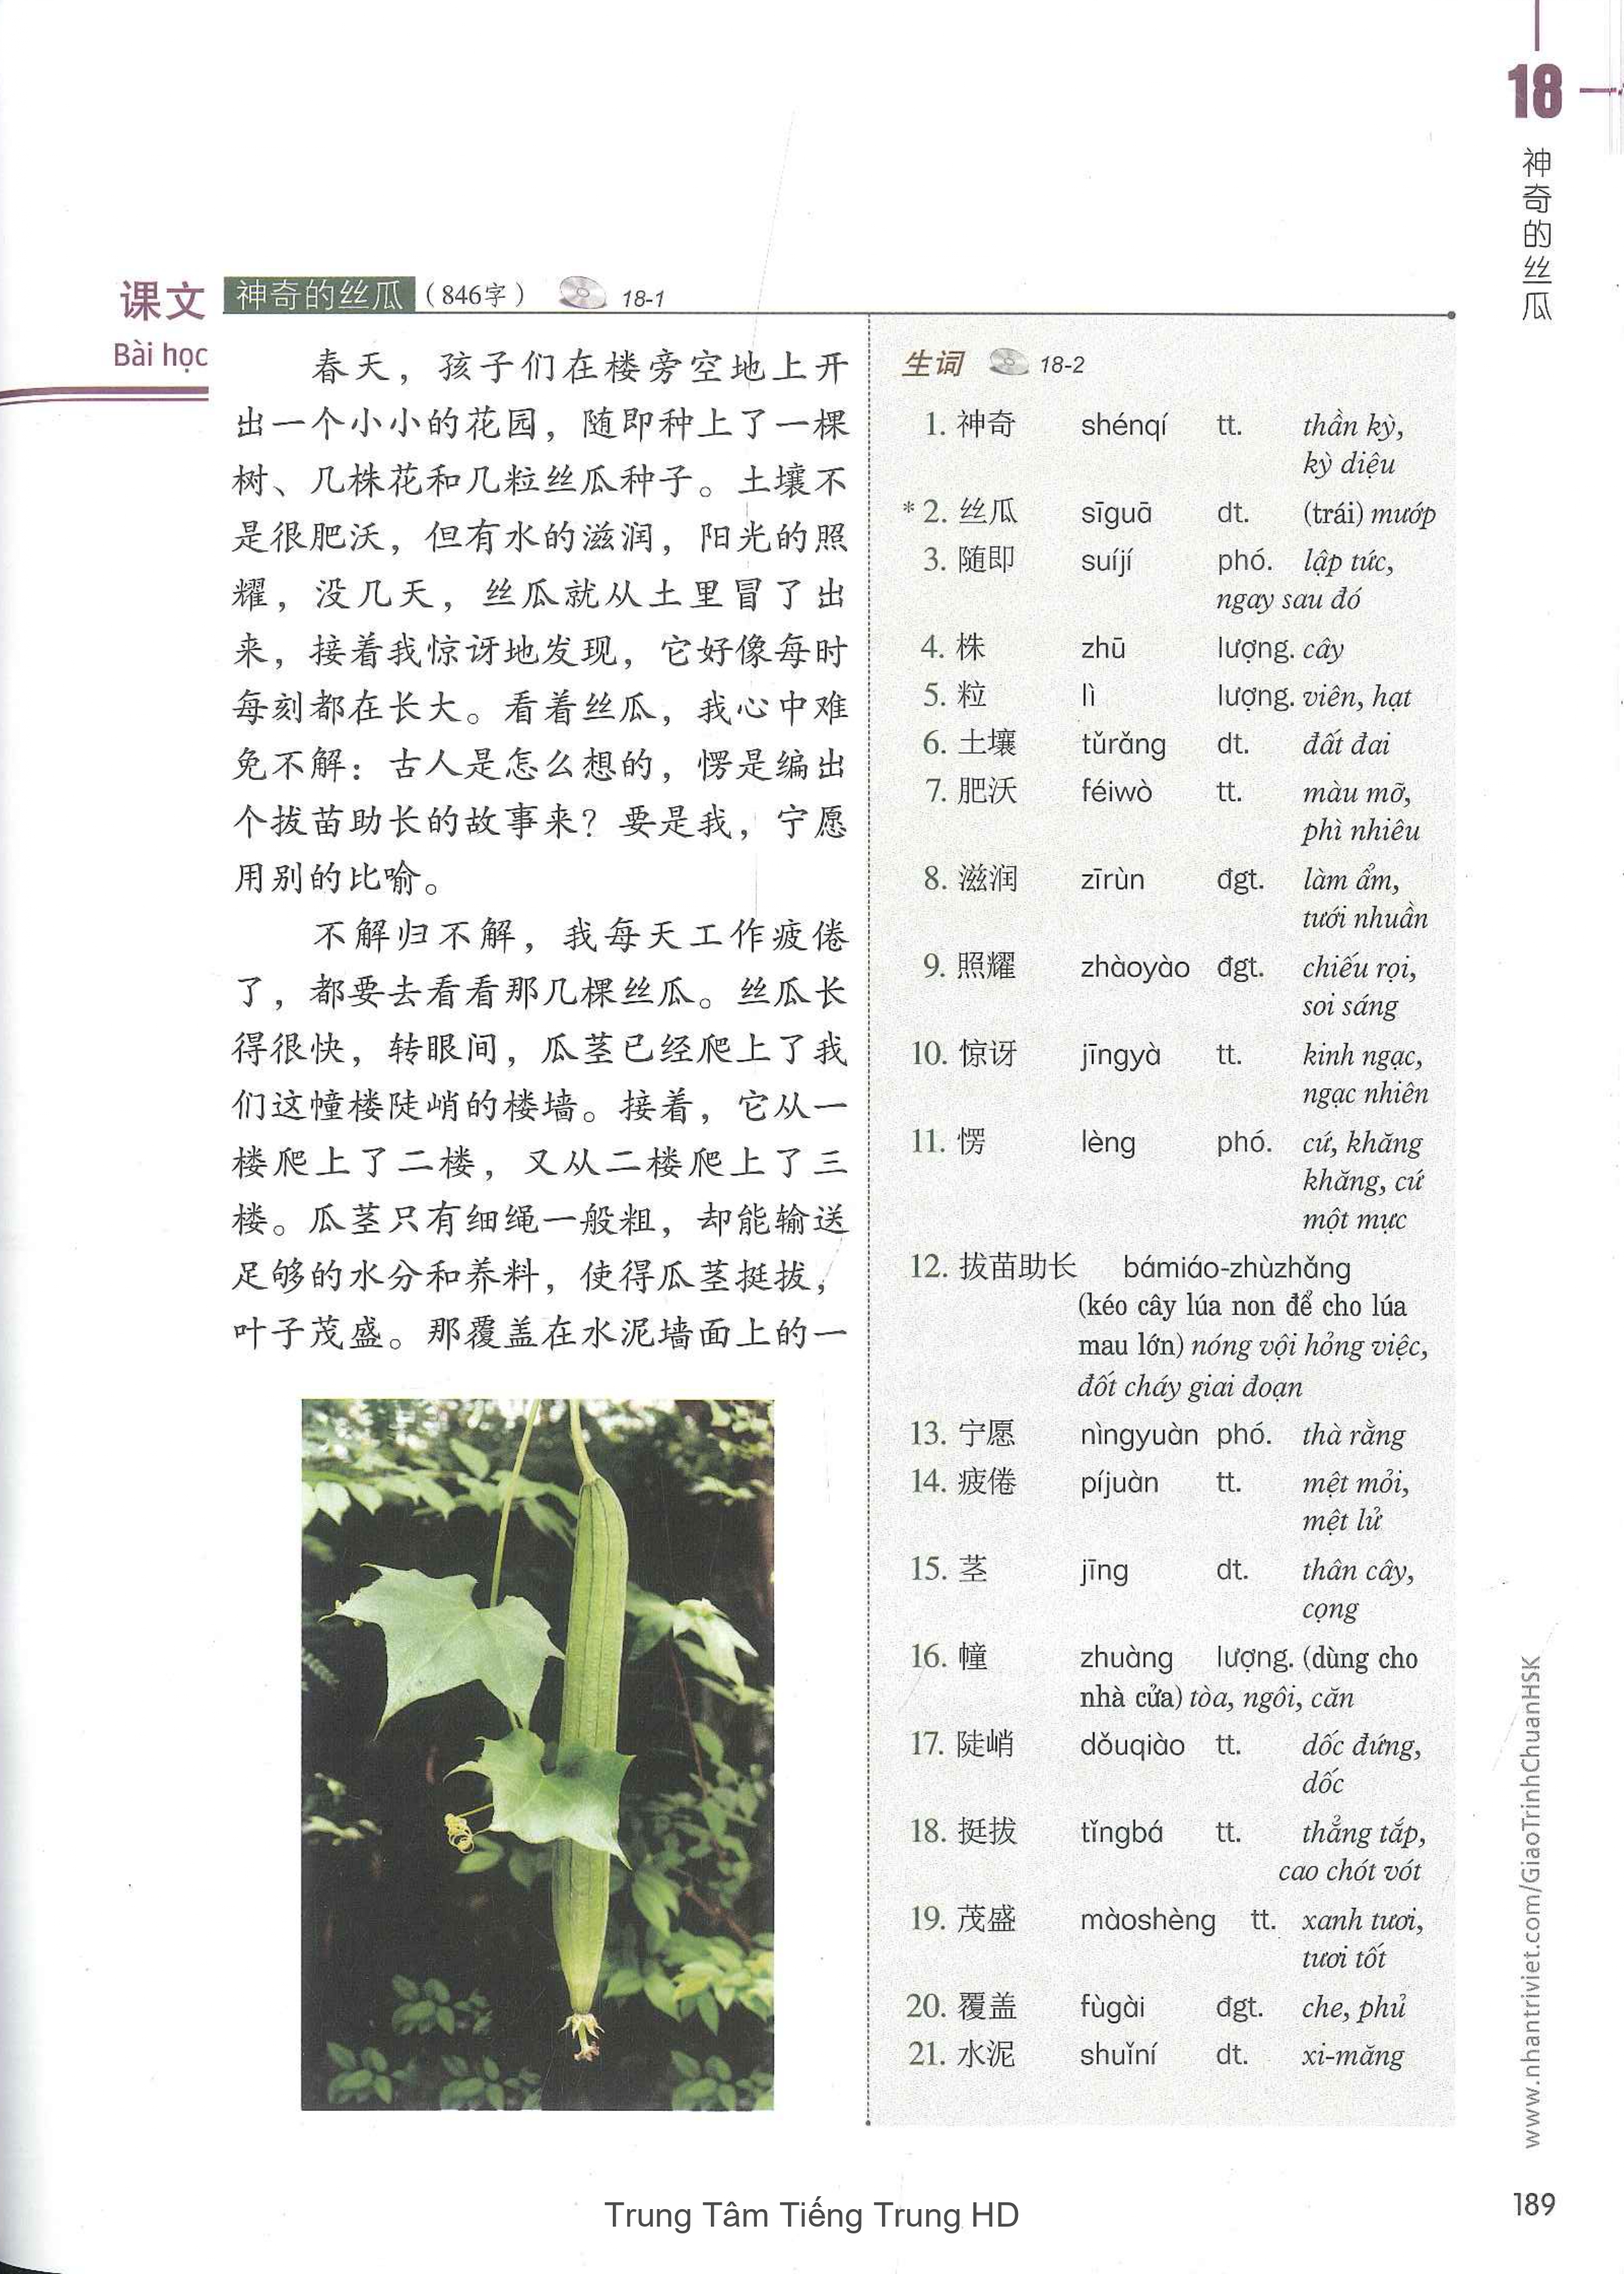 18
神奇的丝瓜
课文
Bài học
神奇的丝瓜 (846字) 18-1
春天，孩子们在楼旁空地上开
出一个小小的花园，随即种上了一棵
树、几株花和几粒丝瓜种子。土壤不
是很肥沃，但有水的滋润，阳光的照
耀，没几天，丝瓜就从土里冒了出
来，接着我惊讶地发现，它好像每时
每刻都在长大。看着丝瓜，我心中难
免不解：古人是怎么想的，愣是编出
个拔苗助长的故事来？要是我，宁愿
用别的比喻。
不解归不解，我每天工作疲倦
了，都要去看看那几棵丝瓜。丝瓜长
得很快，转眼间，瓜茎已经爬上了我
们这幢楼陡峭的楼墙。接着，它从一
楼爬上了二楼，又从二楼爬上了三
楼。瓜茎只有细绳一般粗，却能输送
足够的水分和养料，使得瓜茎挺拔，
叶子茂盛。那覆盖在水泥墙面上的一
生词 18-2
1. 神奇 shénqí tt. thần kỳ,
kỳ diệu
*2. 丝瓜 sīguā dt. (trái) mướp
3. 随即 suíjí phó. lập tức,
ngay sau đó
4. 株 zhū lượng. cây
5. 粒 lì lượng. viên, hạt
6. 土壤 tǔrǎng dt. đất đai
7. 肥沃 féiwò tt. màu mỡ,
phì nhiêu
8. 滋润 zīrùn đgt. làm ẩm,
tưới nhuần
9. 照耀 zhàoyào đgt. chiếu rọi,
soi sáng
10. 惊讶 jīngyà tt. kinh ngạc,
ngạc nhiên
11. 愣 lèng phó. cứ, khăng
khăng, cứ
một mực
12. 拔苗助长 bámiáo-zhùzhǎng
(kéo cây lúa non để cho lúa
mau lớn) nóng vội hỏng việc,
đốt cháy giai đoạn
13. 宁愿 nìngyuàn phó. thà rằng
14. 疲倦 píjuàn tt. mệt mỏi,
mệt lử
15. 茎 jīng dt. thân cây,
cọng
16. 幢 zhuàng lượng. (dùng cho
nhà cửa) tòa, ngôi, căn
17. 陡峭 dǒuqiào tt. dốc đứng,
dốc
18. 挺拔 tǐngbá tt. thẳng tắp,
cao chót vót
19. 茂盛 màoshèng tt. xanh tươi,
tươi tốt
20. 覆盖 fùgài đgt. che, phủ
21. 水泥 shuǐní dt. xi-măng
www.nhantriviet.com/GiaoTrinhChuanHSK
189
Trung Tâm Tiếng Trung HD